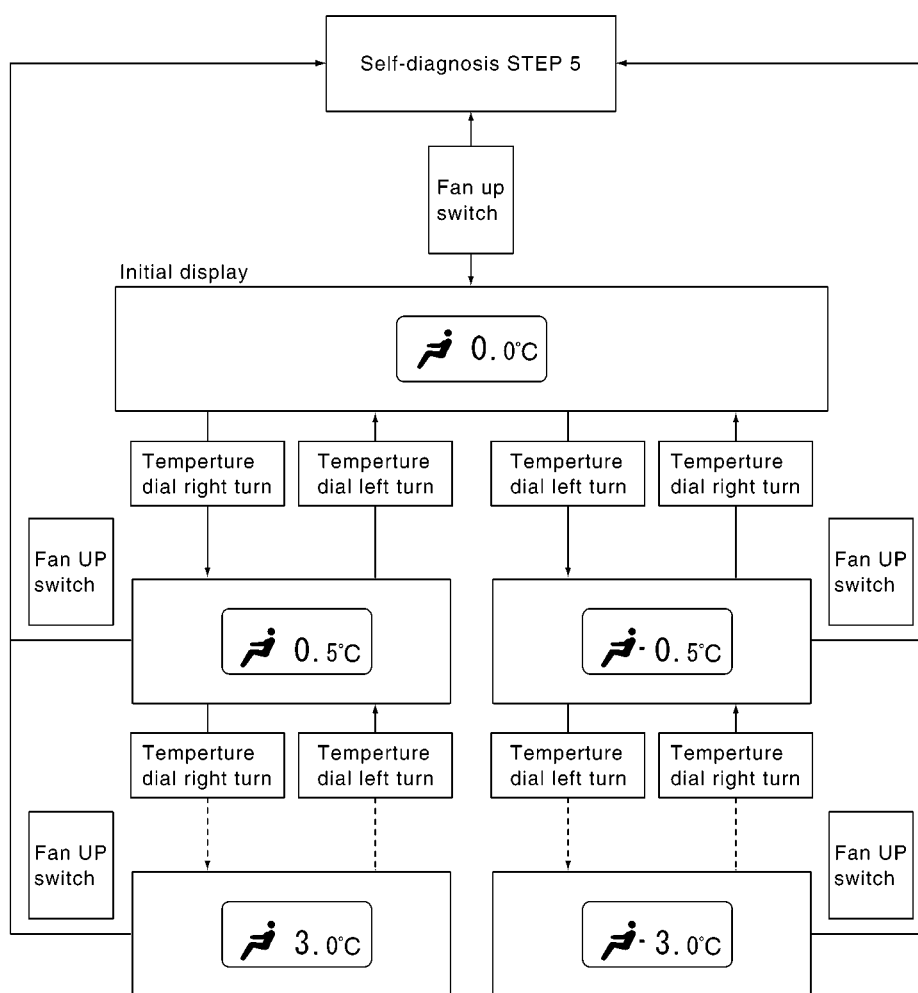 Self-diagnosis STEP 5
Fan up
switch
Initial display
0.0°C
Temperture
dial right turn
Temperture
dial left turn
Temperture
dial left turn
Temperture
dial right turn
Fan UP
switch
Fan UP
switch
0.5°C
- 0.5°C
Temperture
dial right turn
Temperture
dial left turn
Temperture
dial left turn
Temperture
dial right turn
Fan UP
switch
Fan UP
switch
3.0°C
- 3.0°C